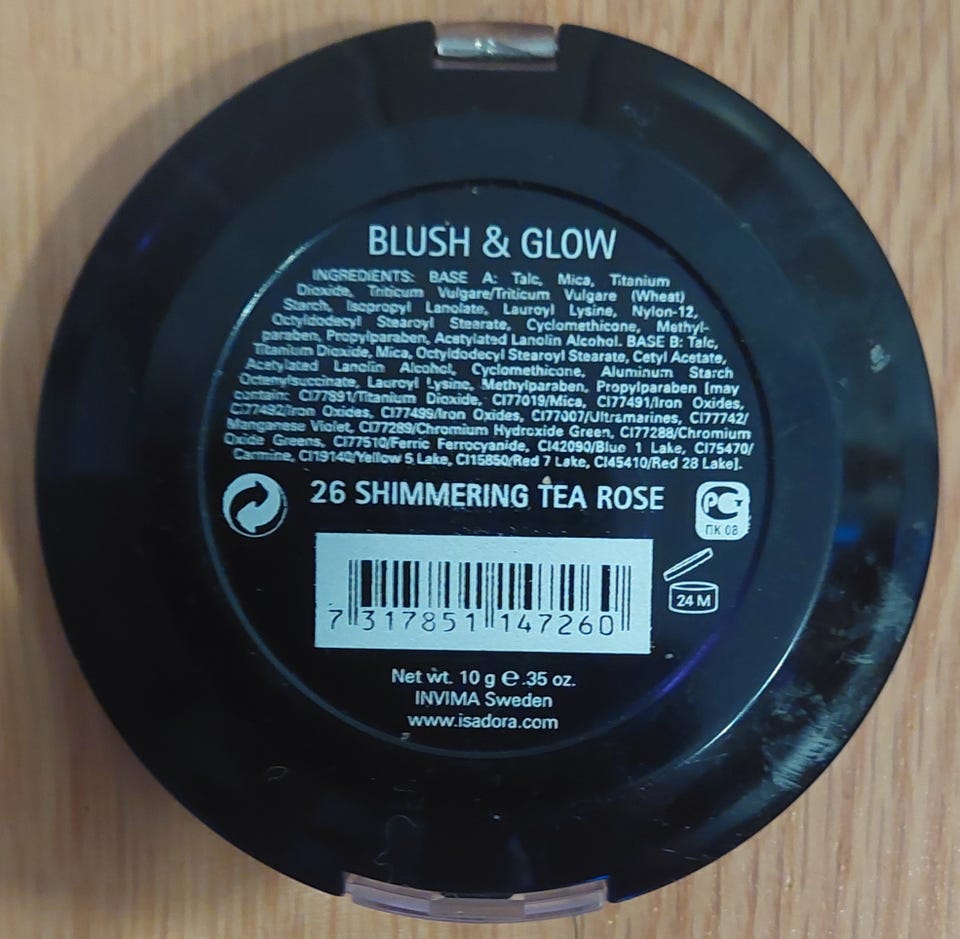 BLUSH & GLOW
INGREDIENTS: BASE A: Talc, Mica, Titanium
Dioxide, Triticum Vulgare/Triticum Vulgare (Wheat)
Starch, Isopropyl Lanolate, Lauroyl Lysine, Nylon-12,
Octyldodecyl Stearoyl Stearate, Cyclomethicone, Methyl-
paraben, Propylparaben, Acetylated Lanolin Alcohol. BASE B: Talc,
Titanium Dioxide, Mica, Octyldodecyl Stearoyl Stearate, Cetyl Acetate,
Acetylated Lanolin Alcohol, Cyclomethicone, Aluminum Starch
Octenylsuccinate, Lauroyl Lysine, Methylparaben, Propylparaben [may
contain: CI77891/Titanium Dioxide, CI77019/Mica, CI77491/Iron Oxides,
CI77492/Iron Oxides, CI77499/Iron Oxides, CI77007/Ultramarines, CI77742/
Manganese Violet, CI77289/Chromium Hydroxide Green, CI77288/Chromium
Oxide Greens, CI77510/Ferric Ferrocyanide, CI42090/Blue 1 Lake, CI75470/
Carmine, CI19140/Yellow 5 Lake, CI15850/Red 7 Lake, CI45410/Red 28 Lake].
26 SHIMMERING TEA ROSE
РСТ
ПК 08
24 M
7 317851 147260
Net wt. 10 g ℮ .35 oz.
INVIMA Sweden
www.isadora.com